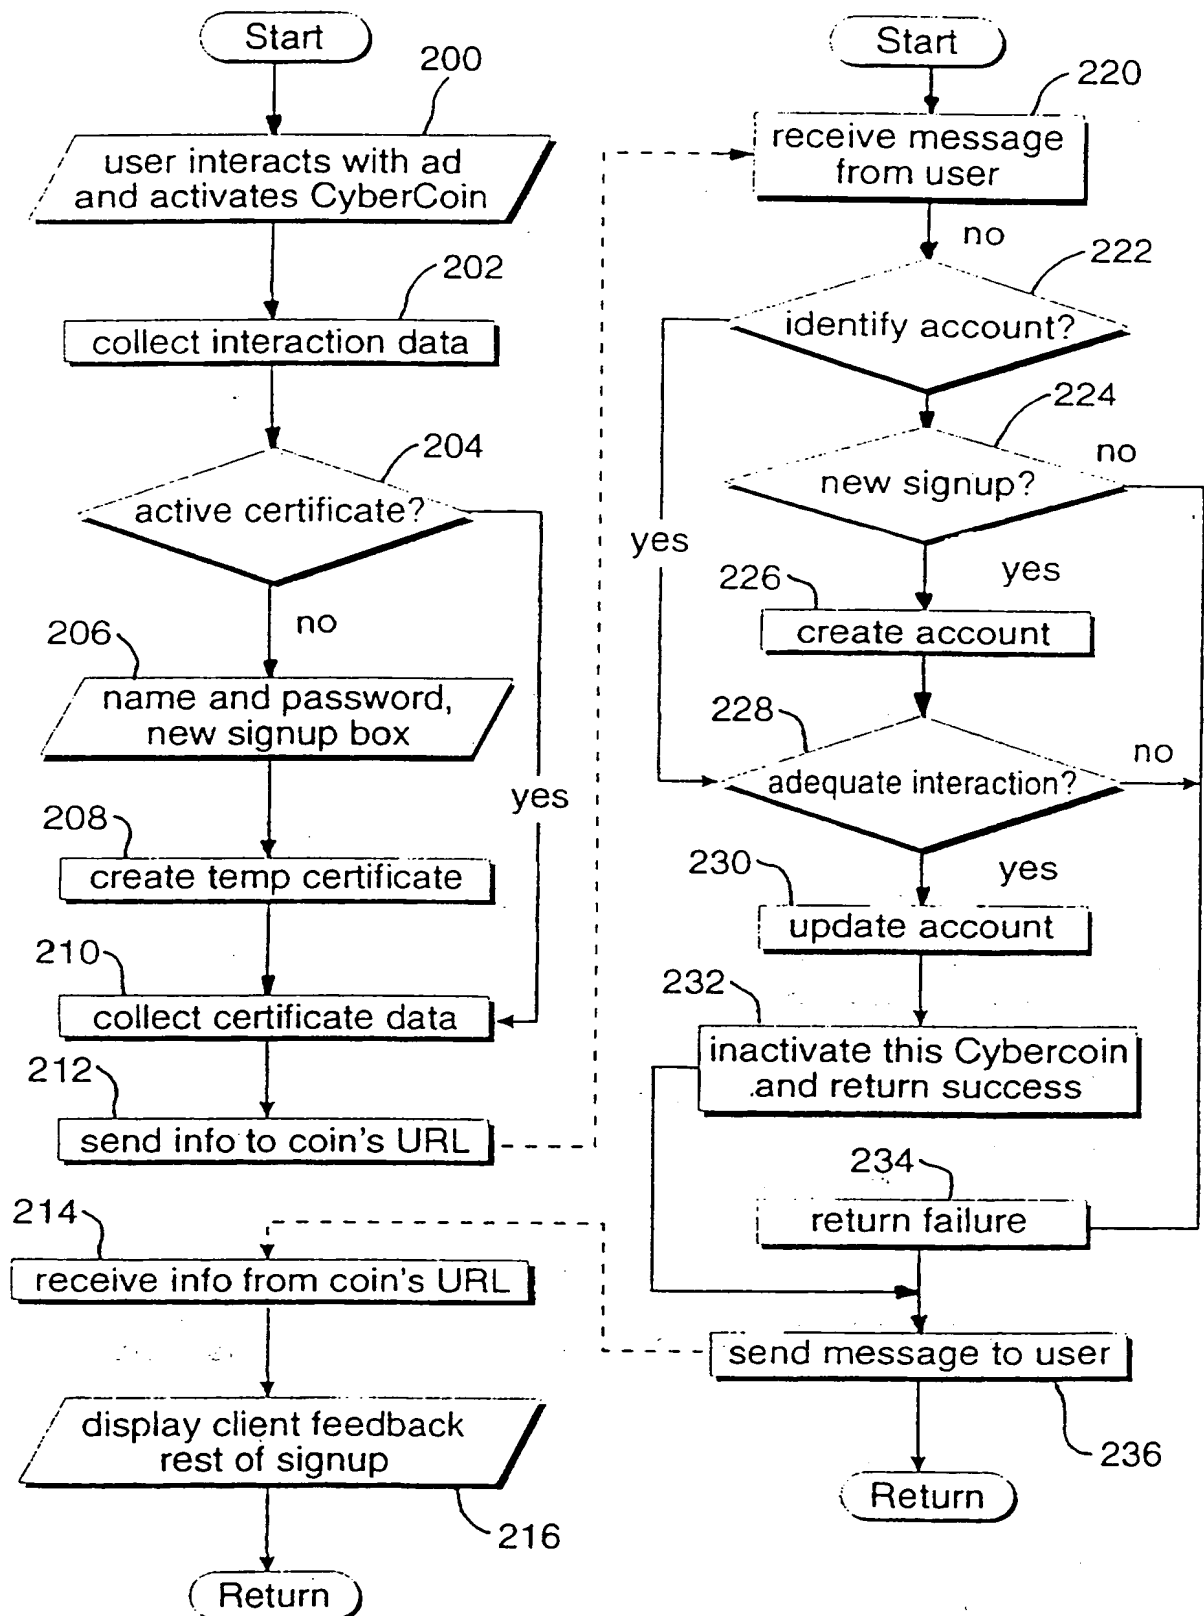 Start
200
user interacts with ad
and activates CyberCoin
202
collect interaction data
204
active certificate?
no
206
name and password,
new signup box
yes
208
create temp certificate
210
collect certificate data
212
send info to coin's URL
214
receive info from coin's URL
display client feedback
rest of signup
216
Return
Start
220
receive message
from user
no
222
identify account?
224
no
new signup?
yes
yes
226
create account
228
no
adequate interaction?
230
yes
update account
232
inactivate this Cybercoin
and return success
234
return failure
send message to user
236
Return